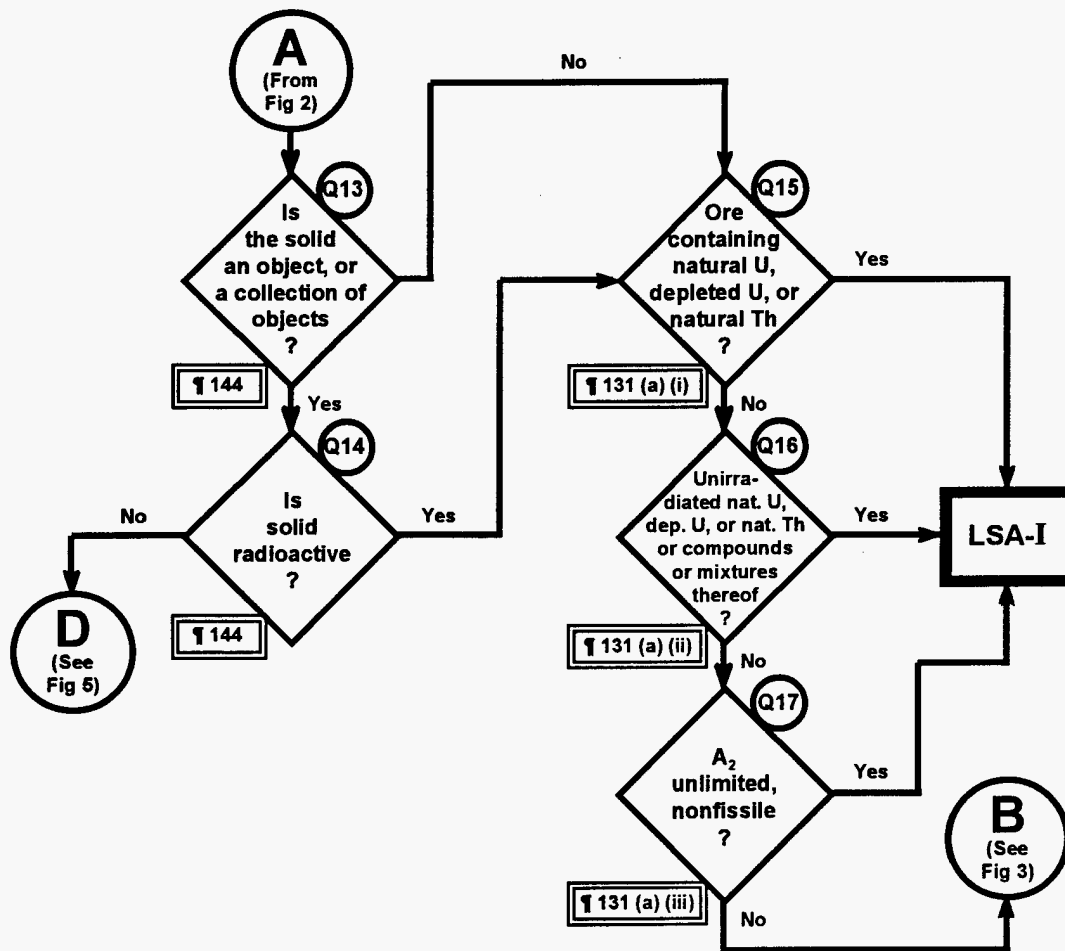 A
(From
Fig 2)
No
Q13
Is
the solid
an object, or
a collection of
objects
?
¶ 144
Yes
Q14
Is
solid
radioactive
?
¶ 144
No
Yes
D
(See
Fig 5)
Q15
Ore
containing
natural U,
depleted U, or
natural Th
?
¶ 131 (a) (i)
Yes
No
Q16
Unirra-
diated nat. U,
dep. U, or nat. Th
or compounds
or mixtures
thereof
?
¶ 131 (a) (ii)
Yes
LSA-I
No
Q17
A₂
unlimited,
nonfissile
?
¶ 131 (a) (iii)
Yes
No
B
(See
Fig 3)